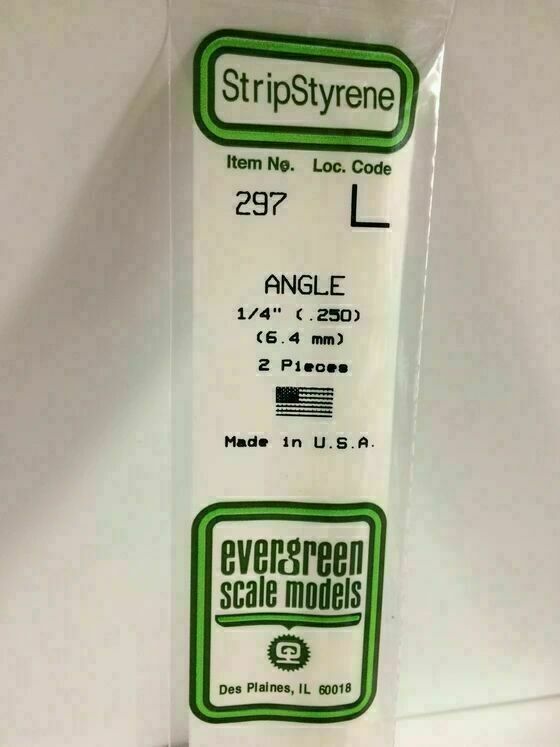 StripStyrene
Item No. Loc. Code
297 L
ANGLE
1/4" (.250)
(6.4 mm)
2 Pieces
Made in U.S.A.
evergreen
scale models
Des Plaines, IL 60018